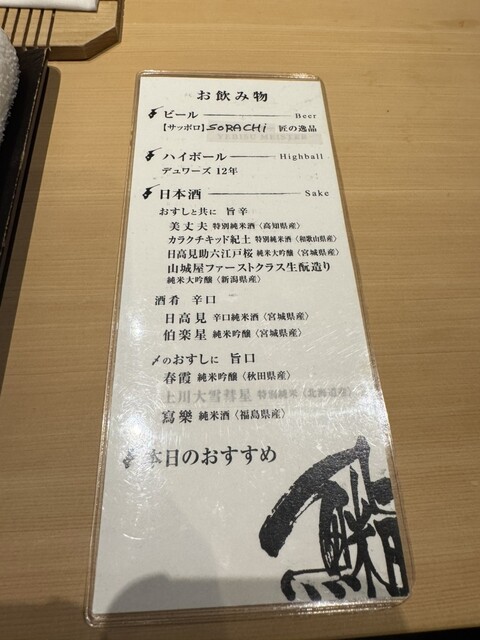 お飲み物
ビール Beer
【サッポロ】SORACHi 匠の逸品
ハイボール Highball
デュワーズ 12年
日本酒 Sake
おすしと共に 旨辛
美丈夫 特別純米酒〈高知県産〉
カラクチキッド紀土 特別純米酒〈和歌山県産〉
日高見助六江戸桜 純米大吟醸〈宮城県産〉
山城屋ファーストクラス生酛造り
純米大吟醸〈新潟県産〉
酒肴 辛口
日高見 辛口純米酒〈宮城県産〉
伯楽星 純米吟醸〈宮城県産〉
〆のおすしに 旨口
春霞 純米吟醸〈秋田県産〉
上川大雪彗星 特別純米〈北海道産〉
寫樂 純米酒〈福島県産〉
本日のおすすめ